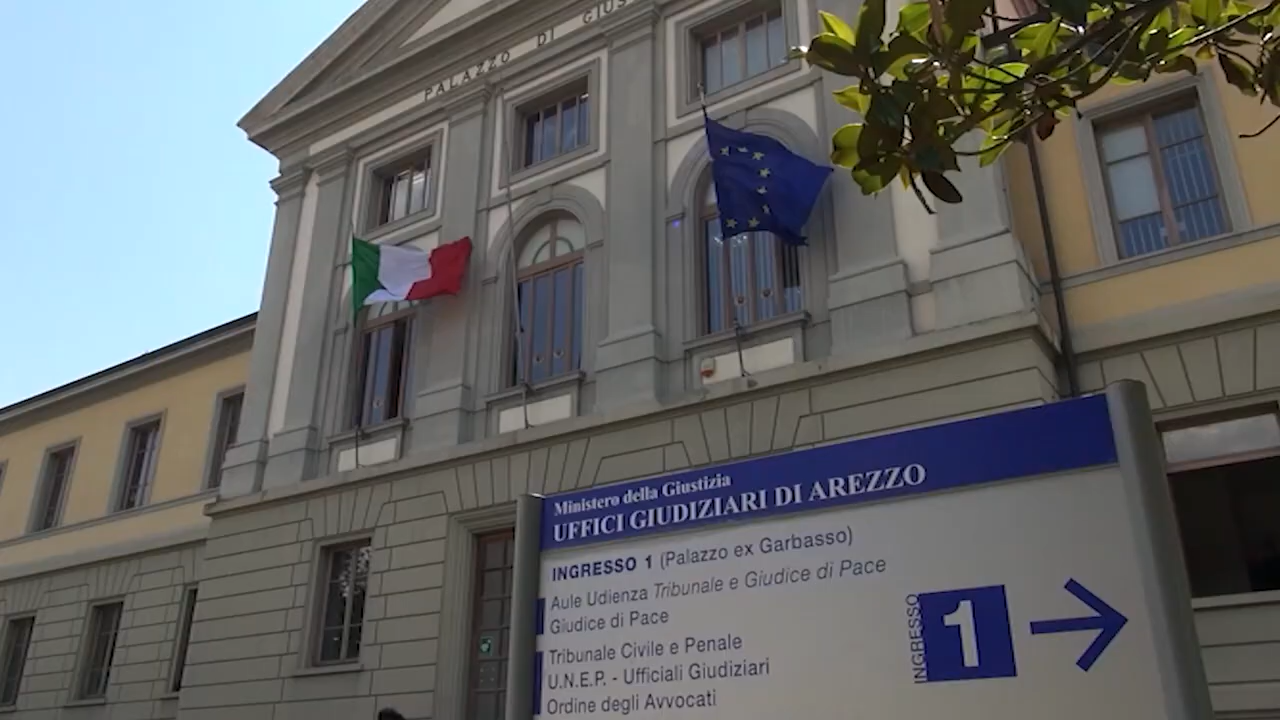 PALAZZO DI GIUS
Ministero della Giustizia
UFFICI GIUDIZIARI DI AREZZO
INGRESSO 1 (Palazzo ex Garbasso)
Aule Udienza Tribunale e Giudice di Pace
Giudice di Pace
Tribunale Civile e Penale
U.N.E.P. - Ufficiali Giudiziari
Ordine degli Avvocati
INGRESSO
1